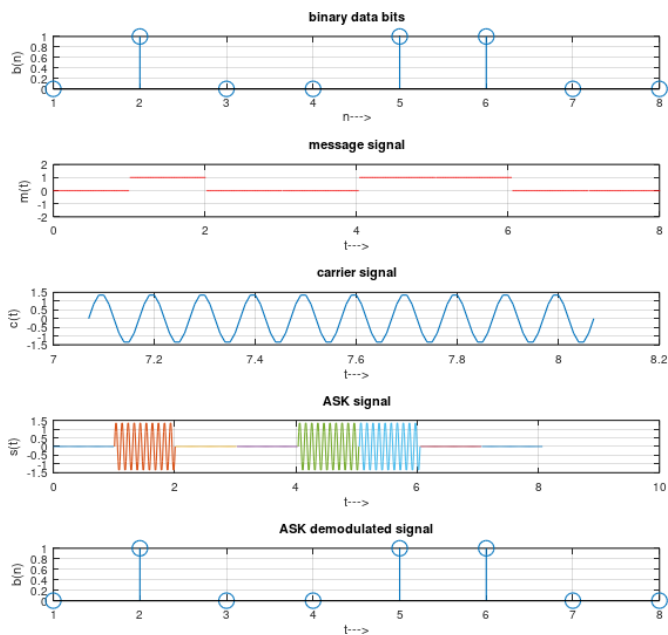 binary data bits
1
0.8
0.6
0.4
0.2
0
b(n)
1 2 3 4 5 6 7 8
n--->
message signal
2
1
0
-1
-2
m(t)
0 2 4 6 8
t--->
carrier signal
1.5
1
0.5
0
-0.5
-1
-1.5
c(t)
7 7.2 7.4 7.6 7.8 8 8.2
t--->
ASK signal
1.5
1
0.5
0
-0.5
-1
-1.5
s(t)
0 2 4 6 8 10
t--->
ASK demodulated signal
1
0.8
0.6
0.4
0.2
0
b(n)
1 2 3 4 5 6 7 8
t--->